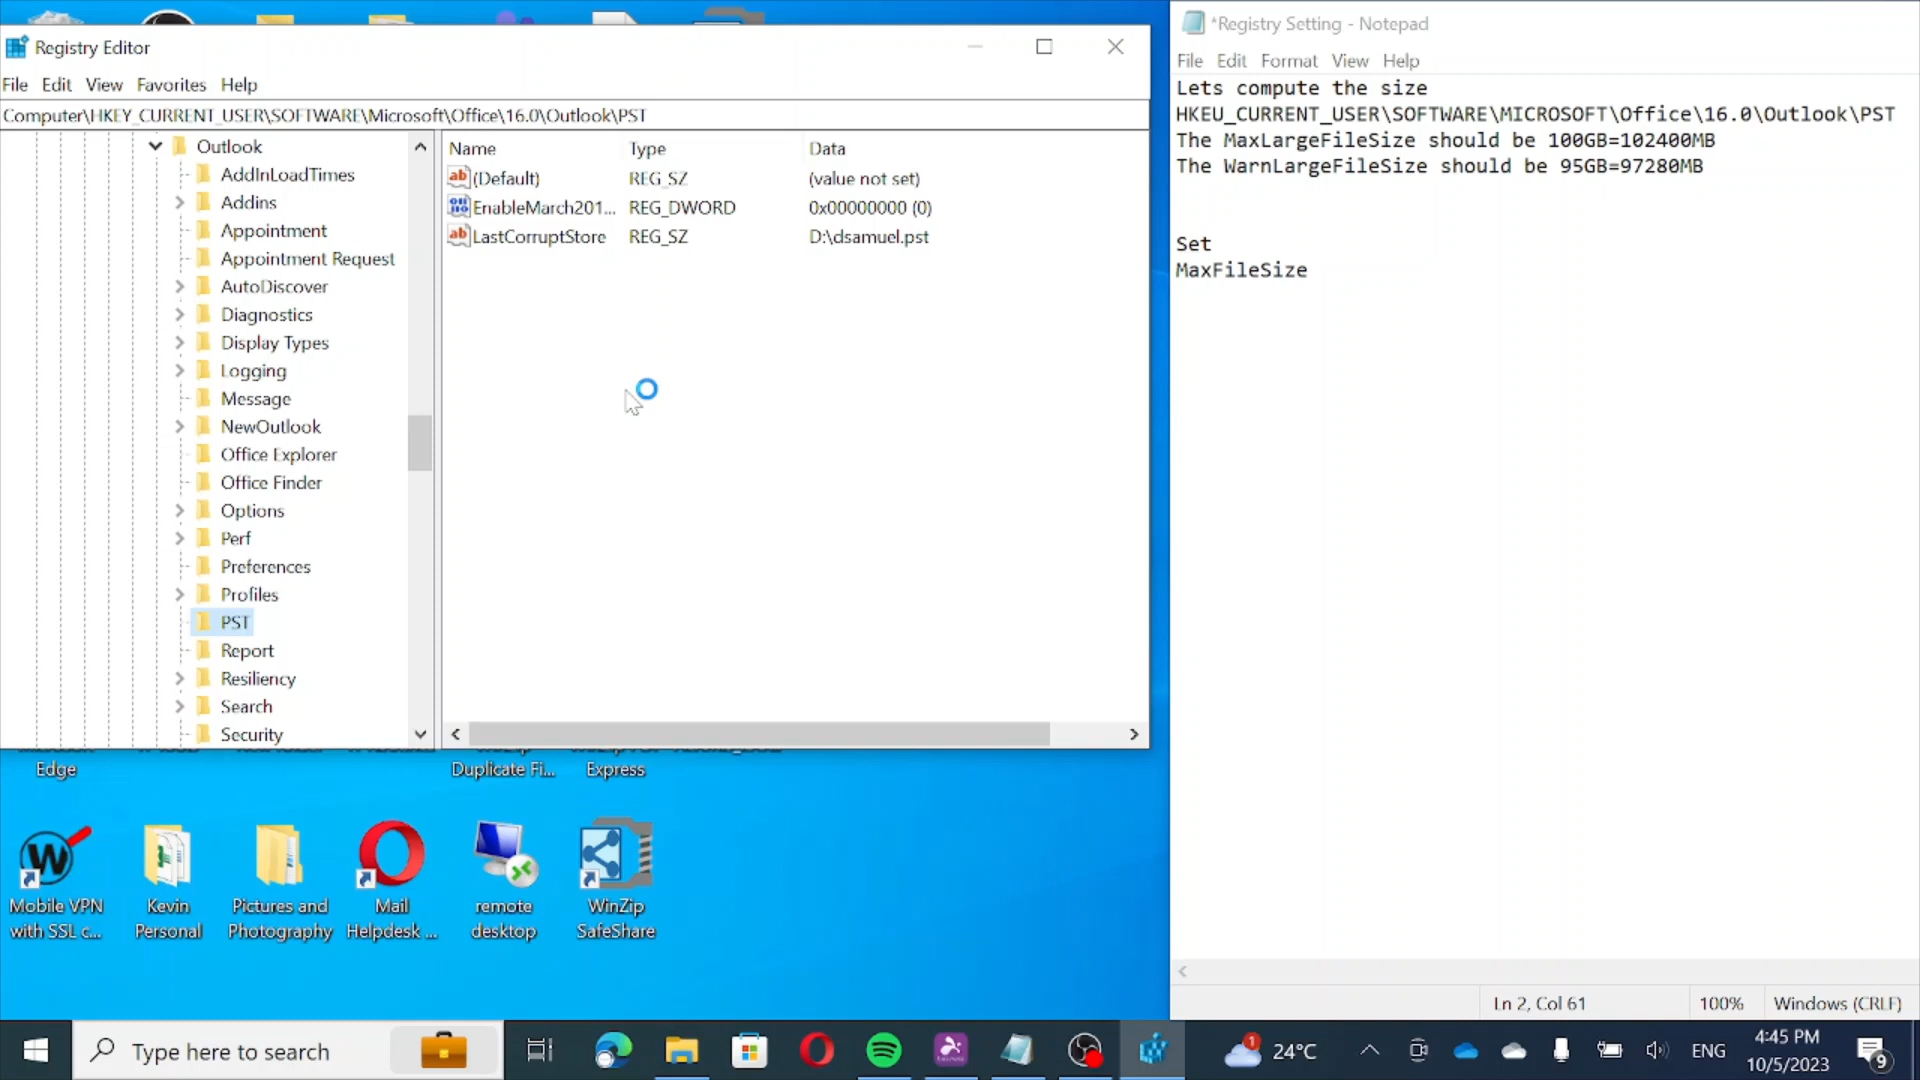 Registry Editor
File Edit View Favorites Help
Computer\HKEY_CURRENT_USER\SOFTWARE\Microsoft\Office\16.0\Outlook\PST
Outlook
AddInLoadTimes
Addins
Appointment
Appointment Request
AutoDiscover
Diagnostics
Display Types
Logging
Message
NewOutlook
Office Explorer
Office Finder
Options
Perf
Preferences
Profiles
PST
Report
Resiliency
Search
Security
Name Type Data
(Default) REG_SZ (value not set)
EnableMarch201... REG_DWORD 0x00000000 (0)
LastCorruptStore REG_SZ D:\dsamuel.pst
*Registry Setting - Notepad
File Edit Format View Help
Lets compute the size
HKEU_CURRENT_USER\SOFTWARE\MICROSOFT\Office\16.0\Outlook\PST
The MaxLargeFileSize should be 100GB=102400MB
The WarnLargeFileSize should be 95GB=97280MB
Set
MaxFileSize
Ln 2, Col 61 100% Windows (CRLF)
Edge
Duplicate Fi...
Express
Mobile VPN
with SSL c...
Kevin
Personal
Pictures and
Photography
Mail
Helpdesk ...
remote
desktop
WinZip
SafeShare
Type here to search
1
24°C
ENG
4:45 PM
10/5/2023
9